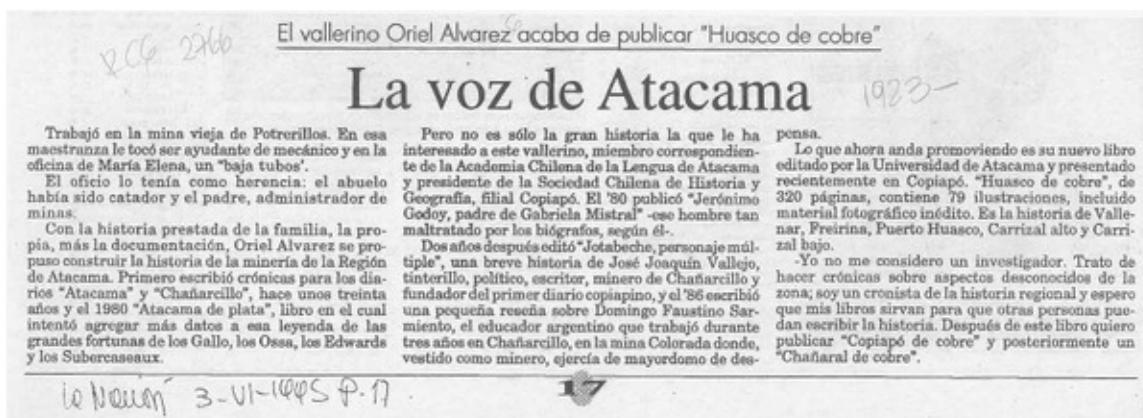 El vallerino Oriel Alvarez acaba de publicar "Huasco de cobre"
RCG 2766
La voz de Atacama
1923-
Trabajó en la mina vieja de Potrerillos. En esa
maestranza le tocó ser ayudante de mecánico y en la
oficina de María Elena, un "baja tubos'.
El oficio lo tenía como herencia: el abuelo
había sido catador y el padre, administrador de
minas.
Con la historia prestada de la familia, la pro-
pia, más la documentación, Oriel Alvarez se pro-
puso construir la historia de la minería de la Región
de Atacama. Primero escribió crónicas para los dia-
rios "Atacama" y "Chañarcillo", hace unos treinta
años y el 1980 "Atacama de plata", libro en el cual
intentó agregar más datos a esa leyenda de las
grandes fortunas de los Gallo, los Ossa, los Edwards
y los Subercaseaux.
Pero no es sólo la gran historia la que le ha
interesado a este vallerino, miembro correspondien-
te de la Academia Chilena de la Lengua de Atacama
y presidente de la Sociedad Chilena de Historia y
Geografía, filial Copiapó. El '80 publicó "Jerónimo
Godoy, padre de Gabriela Mistral" -ese hombre tan
maltratado por los biógrafos, según él-.
Dos años después editó "Jotabeche, personaje múl-
tiple", una breve historia de José Joaquín Vallejo,
tinterillo, político, escritor, minero de Chañarcillo y
fundador del primer diario copiapino, y el '86 escribió
una pequeña reseña sobre Domingo Faustino Sar-
miento, el educador argentino que trabajó durante
tres años en Chañarcillo, en la mina Colorada donde,
vestido como minero, ejercía de mayordomo de des-
pensa.
Lo que ahora anda promoviendo es su nuevo libro
editado por la Universidad de Atacama y presentado
recientemente en Copiapó. "Huasco de cobre", de
320 páginas, contiene 79 ilustraciones, incluido
material fotográfico inédito. Es la historia de Valle-
nar, Freirina, Puerto Huasco, Carrizal alto y Carri-
zal bajo.
-Yo no me considero un investigador. Trato de
hacer crónicas sobre aspectos desconocidos de la
zona; soy un cronista de la historia regional y espero
que mis libros sirvan para que otras personas pue-
dan escribir la historia. Después de este libro quiero
publicar "Copiapó de cobre" y posteriormente un
"Chañaral de cobre".
17
La Nación 3-VI-1995 P. 17.